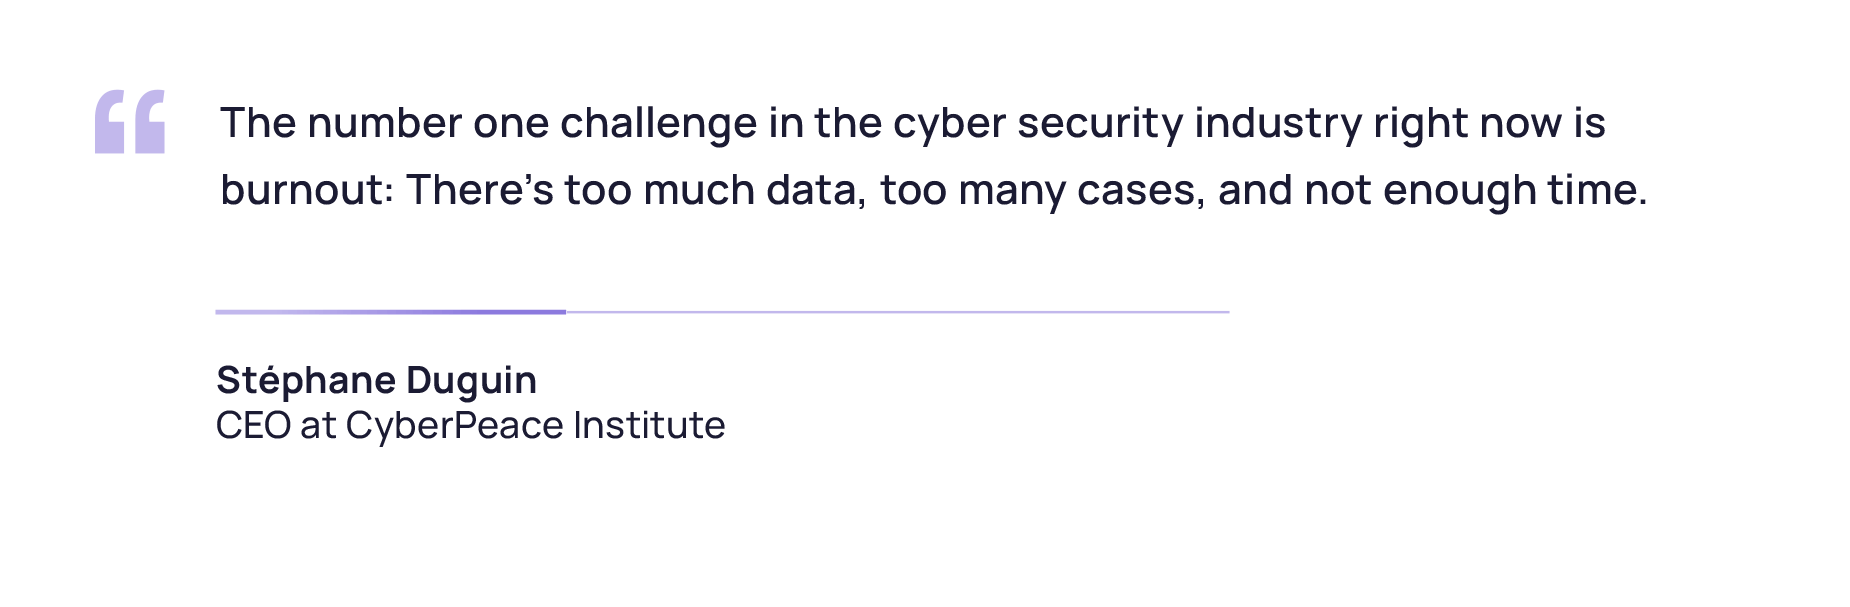 “ The number one challenge in the cyber security industry right now is
burnout: There’s too much data, too many cases, and not enough time.
Stéphane Duguin
CEO at CyberPeace Institute